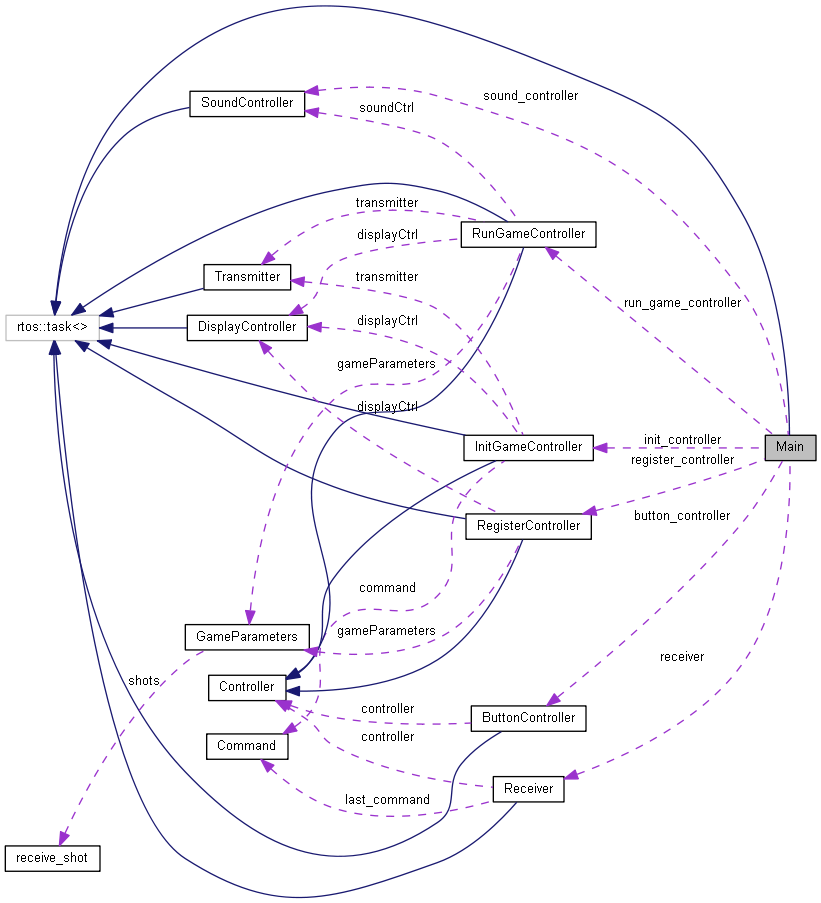 sound_controller
SoundController
soundCtrl
transmitter
RunGameController
displayCtrl
Transmitter
transmitter
run_game_controller
displayCtrl
rtos::task<>
DisplayController
gameParameters
displayCtrl
init_controller
InitGameController
Main
register_controller
RegisterController
button_controller
command
GameParameters
gameParameters
receiver
shots
Controller
controller
ButtonController
controller
Command
Receiver
last_command
receive_shot